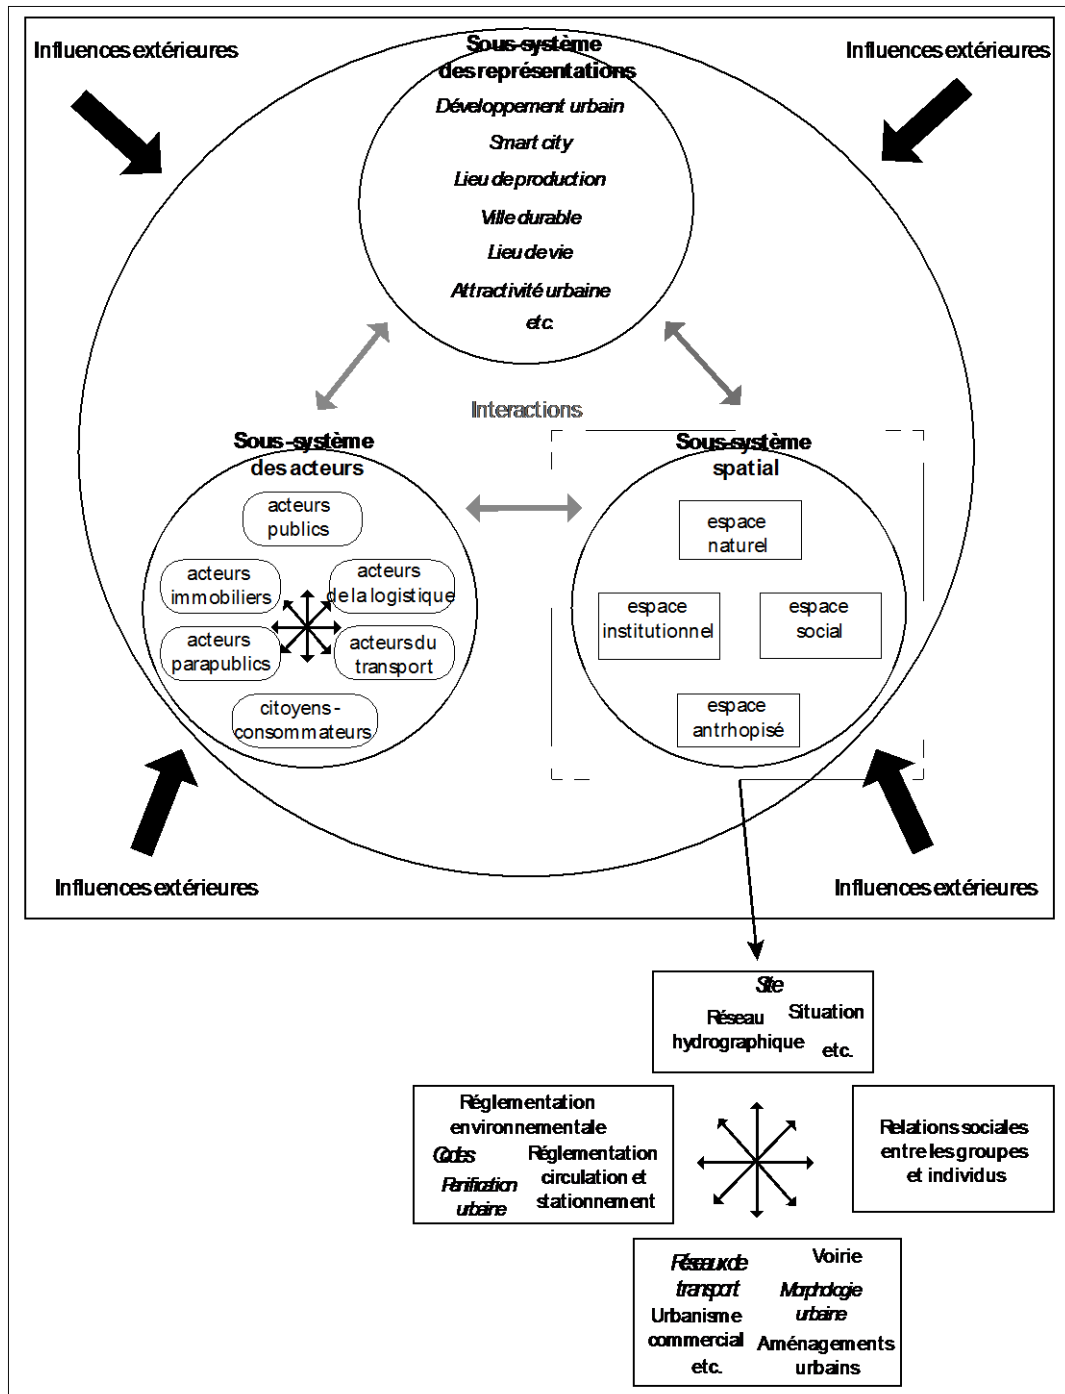 Influences extérieures
Influences extérieures
Sous-système
des représentations
Développement urbain
Smart city
Lieu de production
Ville durable
Lieu de vie
Attractivité urbaine
etc.
Interactions
Sous-système
des acteurs
acteurs
publics
acteurs
immobiliers
acteurs
de la logistique
acteurs
parapublics
acteurs du
transport
citoyens-
consommateurs
Sous-système
spatial
espace
naturel
espace
institutionnel
espace
social
espace
antrhopisé
Influences extérieures
Influences extérieures
Site
Réseau
hydrographique
Situation
etc.
Réglementation
environnementale
Codes
Panification
urbaine
Réglementation
circulation et
stationnement
Relations sociales
entre les groupes
et individus
Réseaux de
transport
Voirie
Morphologie
urbaine
Urbanisme
commercial
etc.
Aménagements
urbains